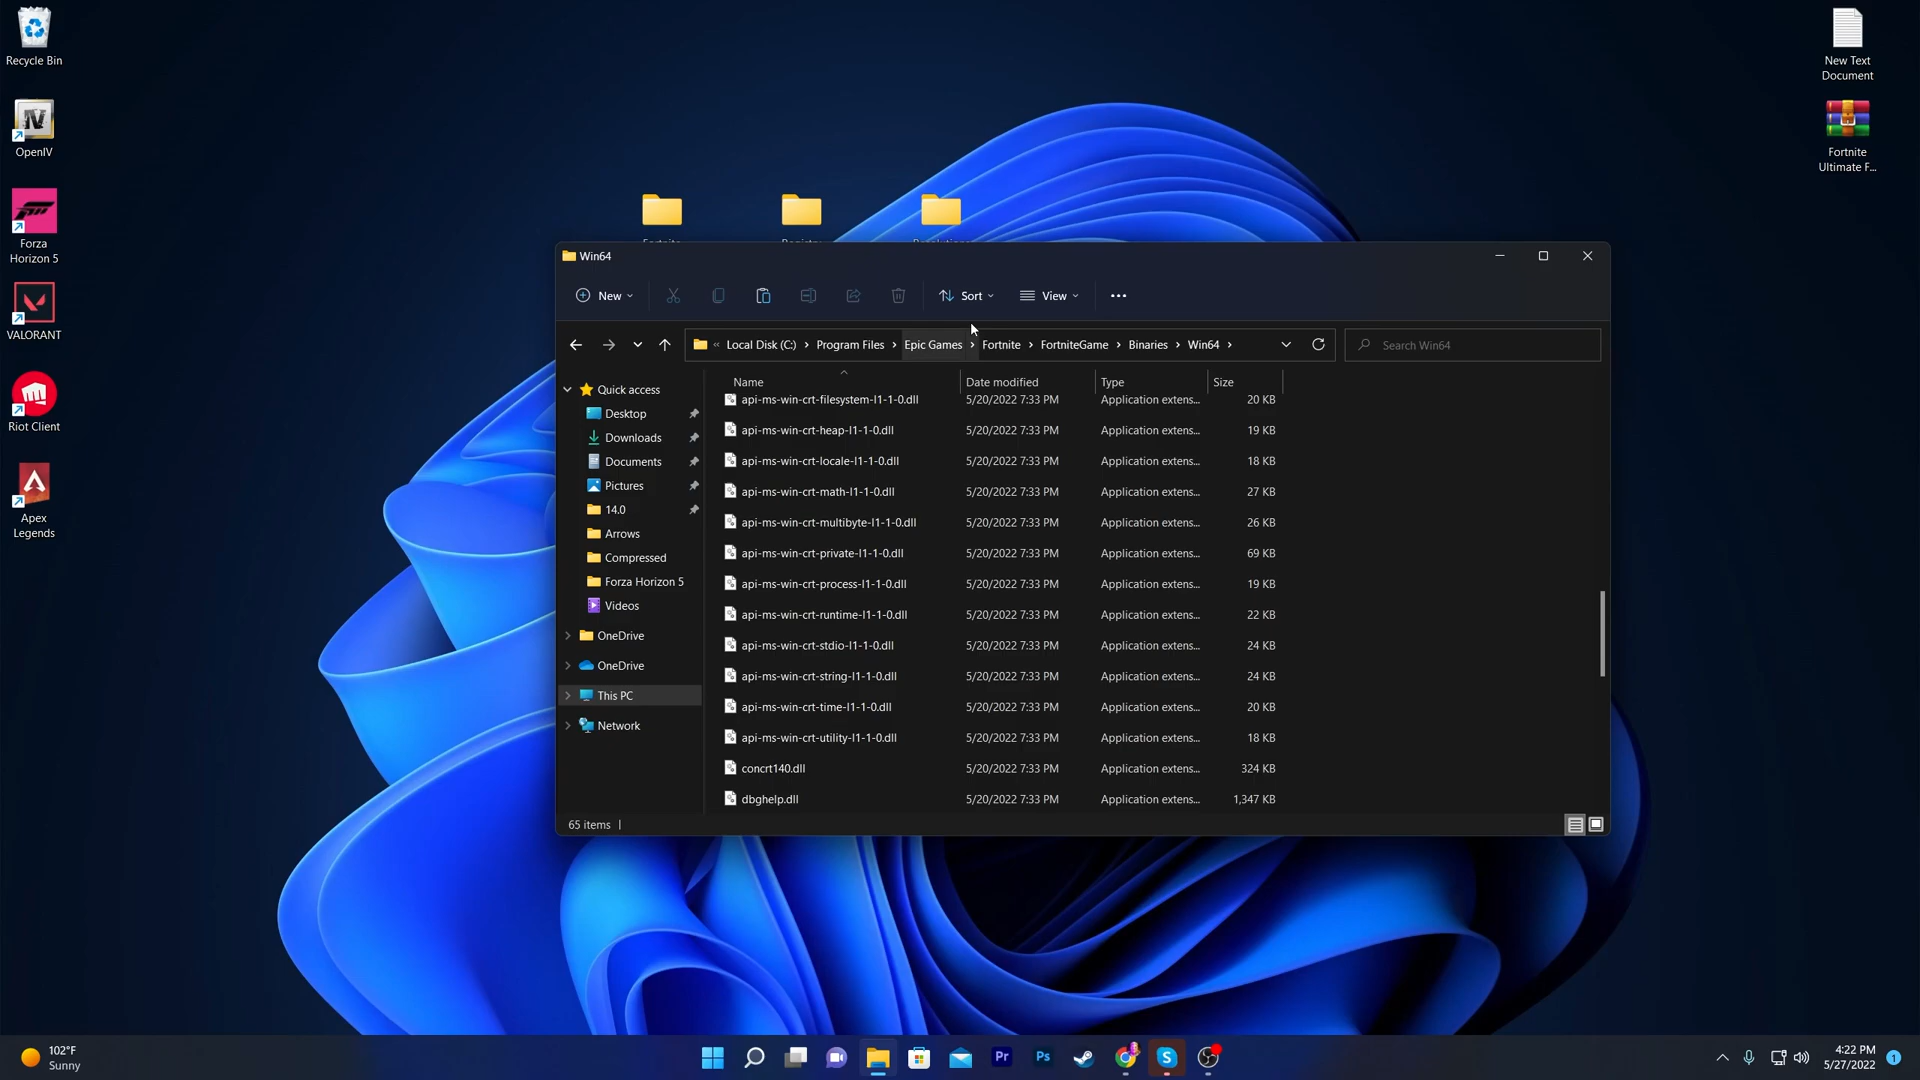 Recycle Bin
OpenIV
Forza
Horizon 5
VALORANT
Riot Client
Apex
Legends
New Text
Document
Fortnite
Ultimate F...
Win64
New
Sort
View
Local Disk (C:) › Program Files › Epic Games › Fortnite › FortniteGame › Binaries › Win64 ›
Search Win64
Quick access
Desktop
Downloads
Documents
Pictures
14.0
Arrows
Compressed
Forza Horizon 5
Videos
OneDrive
OneDrive
This PC
Network
Name Date modified Type Size
api-ms-win-crt-filesystem-l1-1-0.dll 5/20/2022 7:33 PM Application extens... 20 KB
api-ms-win-crt-heap-l1-1-0.dll 5/20/2022 7:33 PM Application extens... 19 KB
api-ms-win-crt-locale-l1-1-0.dll 5/20/2022 7:33 PM Application extens... 18 KB
api-ms-win-crt-math-l1-1-0.dll 5/20/2022 7:33 PM Application extens... 27 KB
api-ms-win-crt-multibyte-l1-1-0.dll 5/20/2022 7:33 PM Application extens... 26 KB
api-ms-win-crt-private-l1-1-0.dll 5/20/2022 7:33 PM Application extens... 69 KB
api-ms-win-crt-process-l1-1-0.dll 5/20/2022 7:33 PM Application extens... 19 KB
api-ms-win-crt-runtime-l1-1-0.dll 5/20/2022 7:33 PM Application extens... 22 KB
api-ms-win-crt-stdio-l1-1-0.dll 5/20/2022 7:33 PM Application extens... 24 KB
api-ms-win-crt-string-l1-1-0.dll 5/20/2022 7:33 PM Application extens... 24 KB
api-ms-win-crt-time-l1-1-0.dll 5/20/2022 7:33 PM Application extens... 20 KB
api-ms-win-crt-utility-l1-1-0.dll 5/20/2022 7:33 PM Application extens... 18 KB
concrt140.dll 5/20/2022 7:33 PM Application extens... 324 KB
dbghelp.dll 5/20/2022 7:33 PM Application extens... 1,347 KB
65 items
102°F
Sunny
Pr
Ps
S
4:22 PM
5/27/2022
1